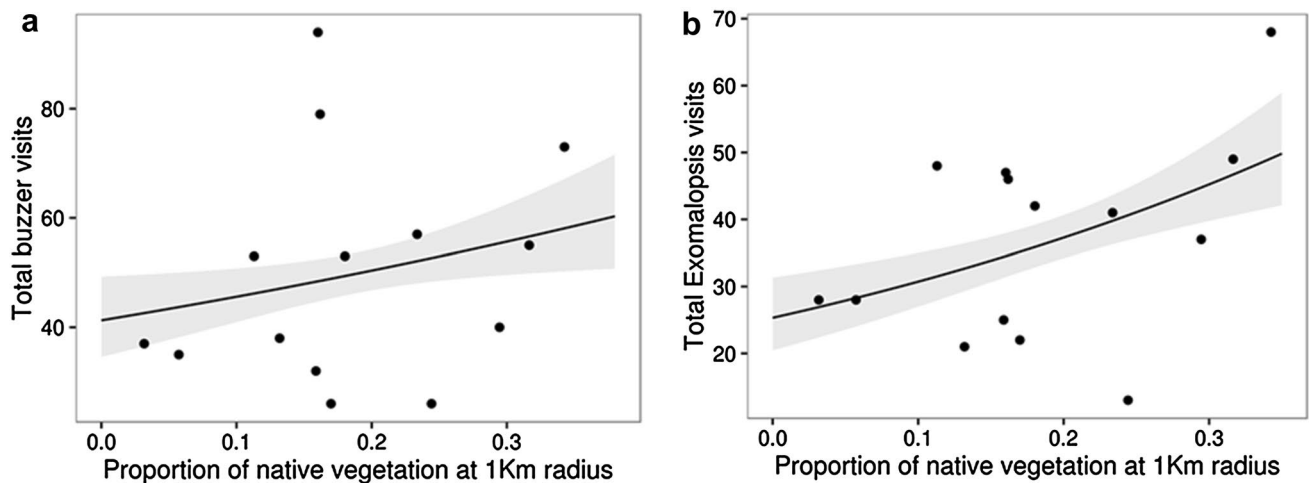 a
Total buzzer visits
80
60
40
0.0 0.1 0.2 0.3
Proportion of native vegetation at 1Km radius
b
Total Exomalopsis visits
70
60
50
40
30
20
0.0 0.1 0.2 0.3
Proportion of native vegetation at 1Km radius